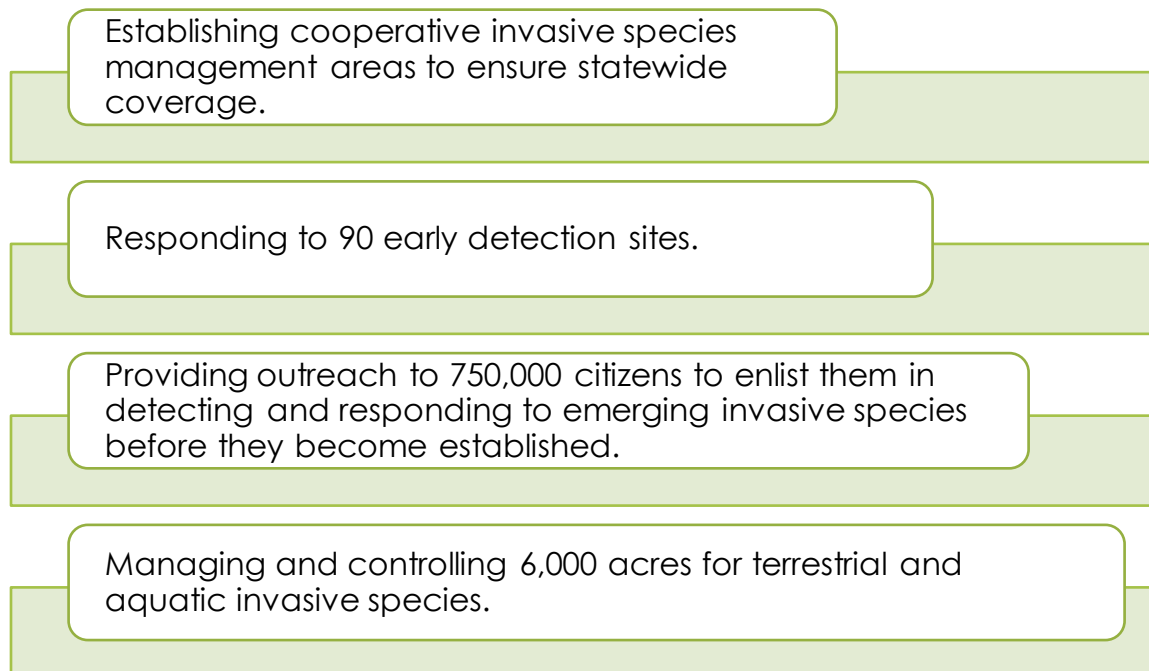 Establishing cooperative invasive species
management areas to ensure statewide
coverage.
Responding to 90 early detection sites.
Providing outreach to 750,000 citizens to enlist them in
detecting and responding to emerging invasive species
before they become established.
Managing and controlling 6,000 acres for terrestrial and
aquatic invasive species.